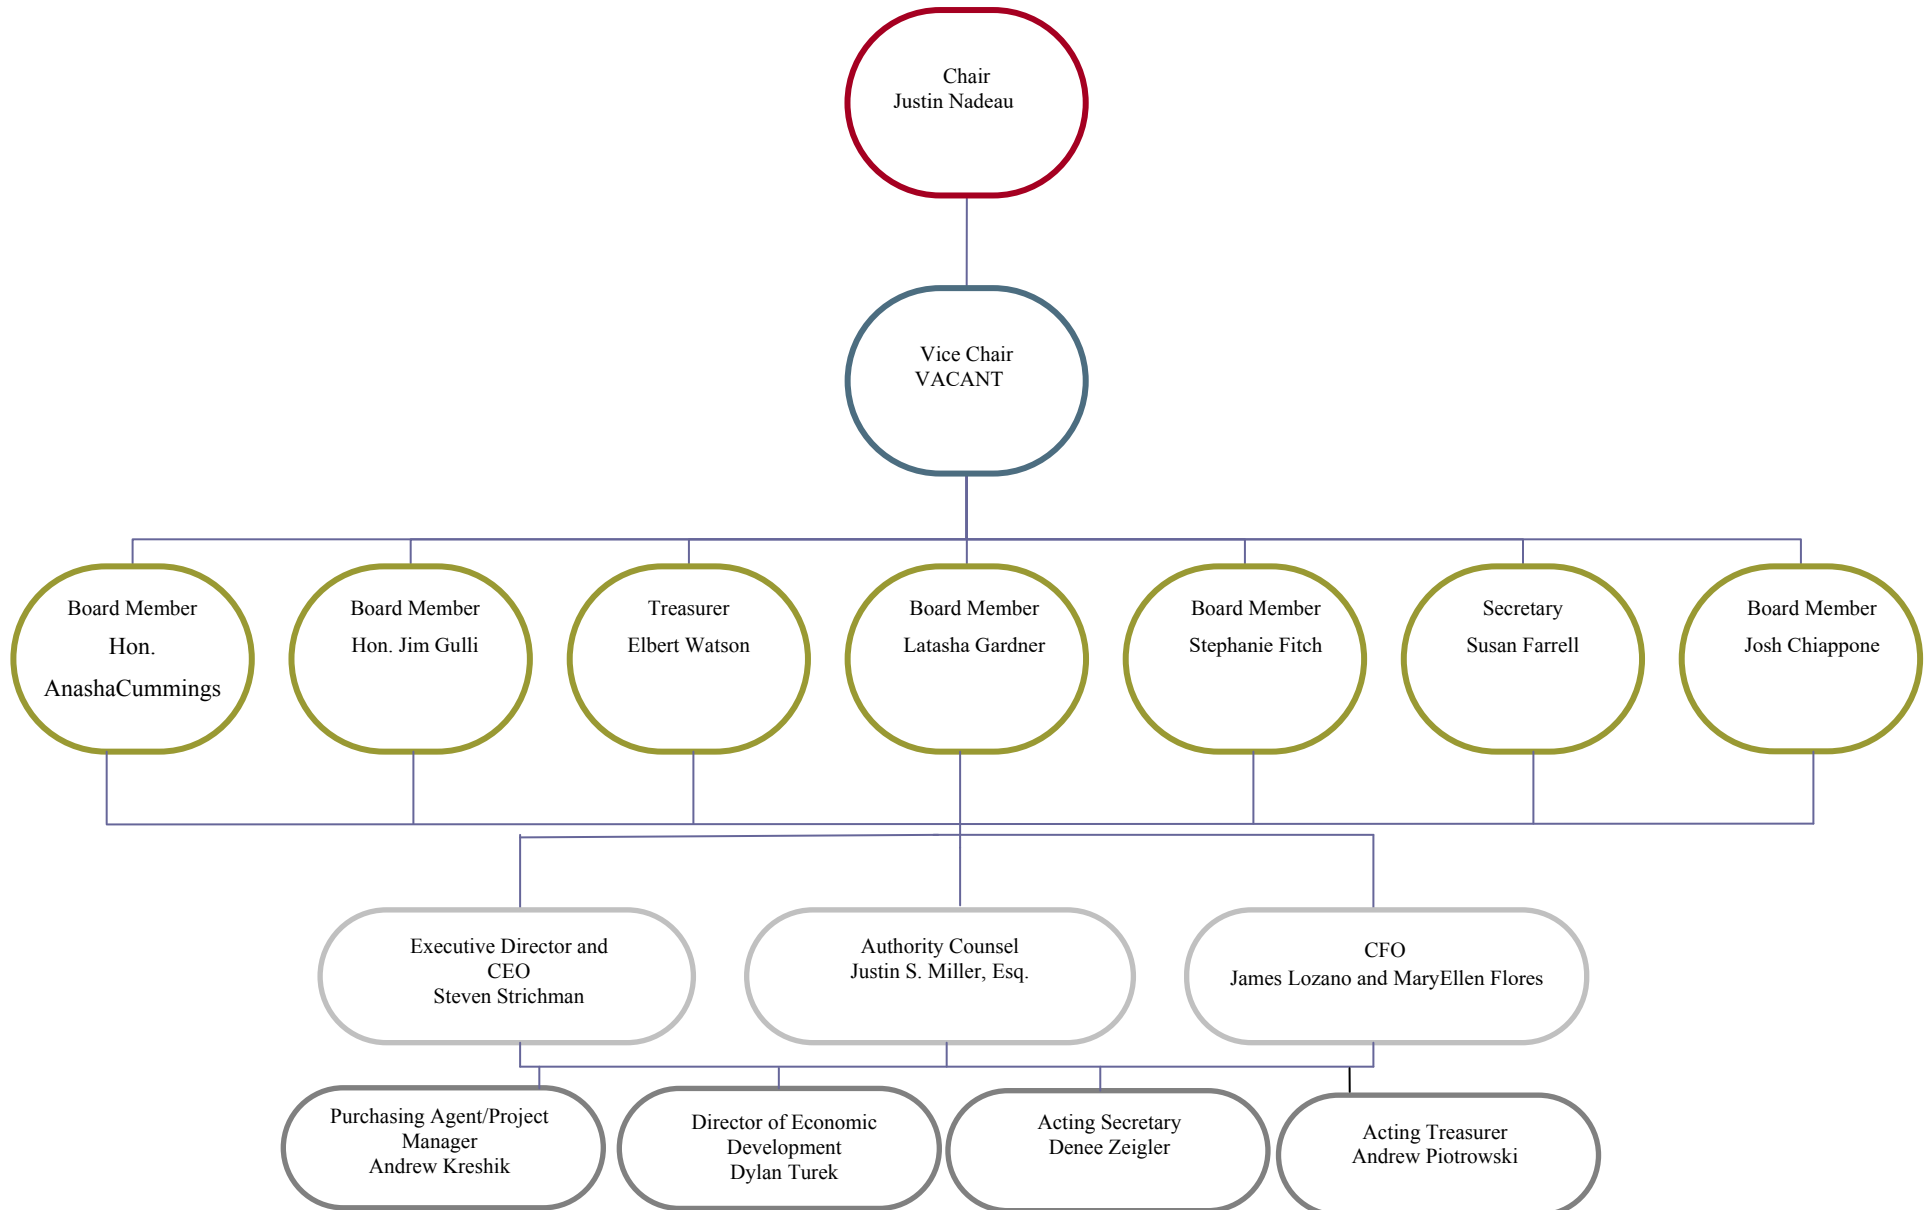 Chair
Justin Nadeau
Vice Chair
VACANT
Board Member
Hon.
AnashaCummings
Board Member
Hon. Jim Gulli
Treasurer
Elbert Watson
Board Member
Latasha Gardner
Board Member
Stephanie Fitch
Secretary
Susan Farrell
Board Member
Josh Chiappone
Executive Director and
CEO
Steven Strichman
Authority Counsel
Justin S. Miller, Esq.
CFO
James Lozano and MaryEllen Flores
Purchasing Agent/Project
Manager
Andrew Kreshik
Director of Economic
Development
Dylan Turek
Acting Secretary
Denee Zeigler
Acting Treasurer
Andrew Piotrowski